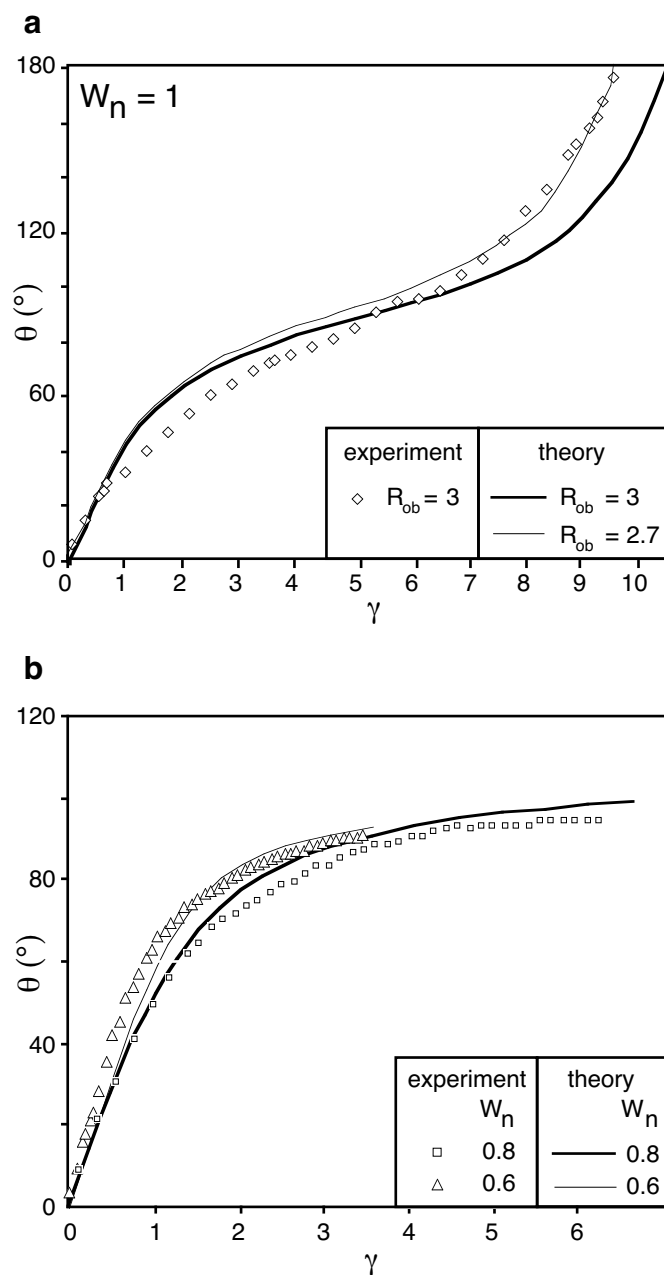 a
180
W_n = 1
120
θ (°)
60
experiment theory
R_ob = 3 R_ob = 3
R_ob = 2.7
0
0 1 2 3 4 5 6 7 8 9 10
γ
b
120
80
θ (°)
40
experiment theory
W_n W_n
0.8 0.8
0.6 0.6
0
0 1 2 3 4 5 6
γ